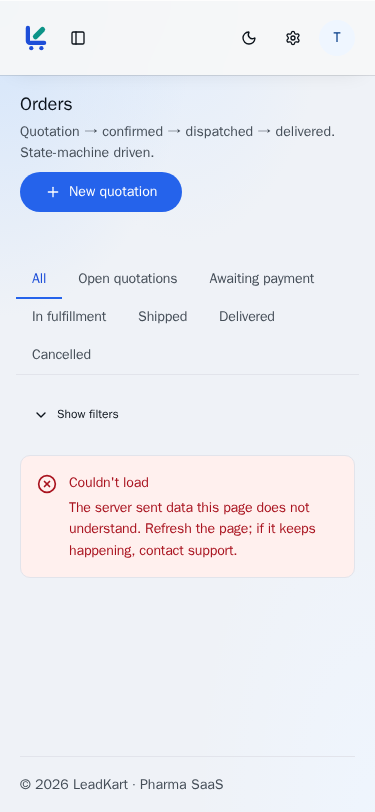 T
Orders
Quotation → confirmed → dispatched → delivered.
State-machine driven.
New quotation
All
Open quotations
Awaiting payment
In fulfillment
Shipped
Delivered
Cancelled
Show filters
Couldn't load
The server sent data this page does not
understand. Refresh the page; if it keeps
happening, contact support.
© 2026 LeadKart · Pharma SaaS